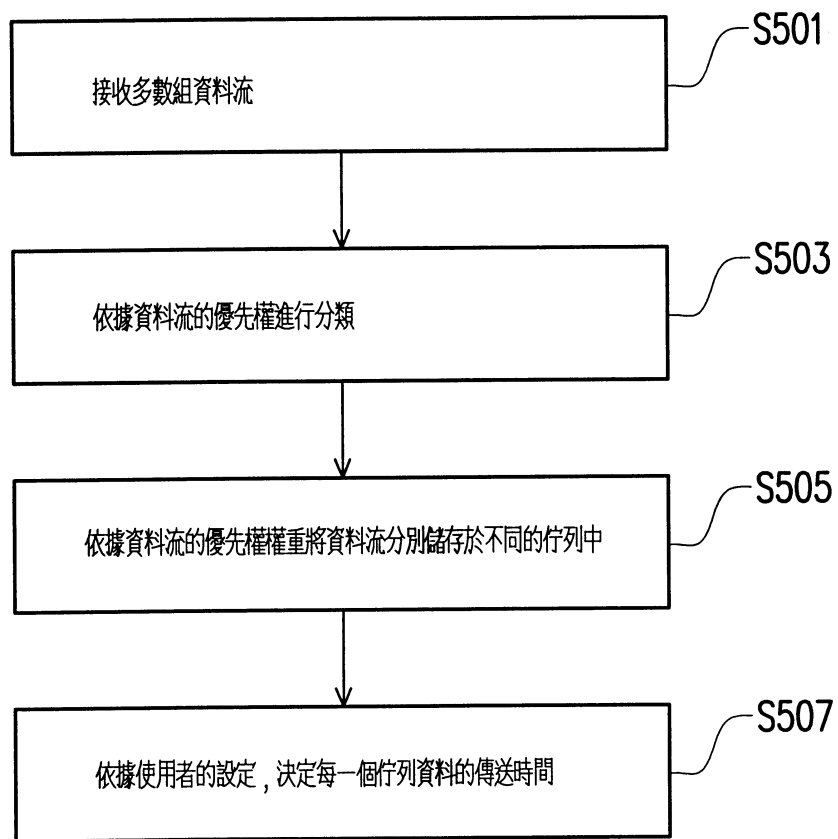 接收多數組資料流
S501
依據資料流的優先權進行分類
S503
依據資料流的優先權權重將資料流分別儲存於不同的佇列中
S505
依據使用者的設定，決定每一個佇列資料的傳送時間
S507